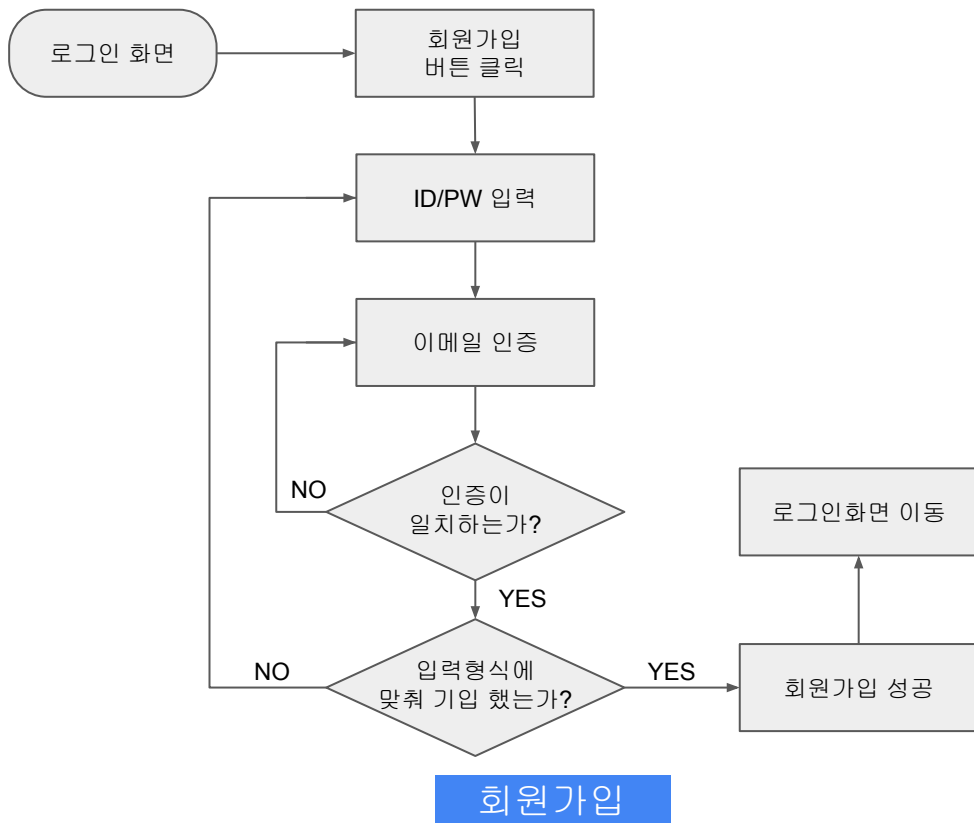 로그인 화면
회원가입
버튼 클릭
ID/PW 입력
이메일 인증
NO
인증이
일치하는가?
로그인화면 이동
YES
NO
입력형식에
맞춰 기입 했는가?
YES
회원가입 성공
회원가입